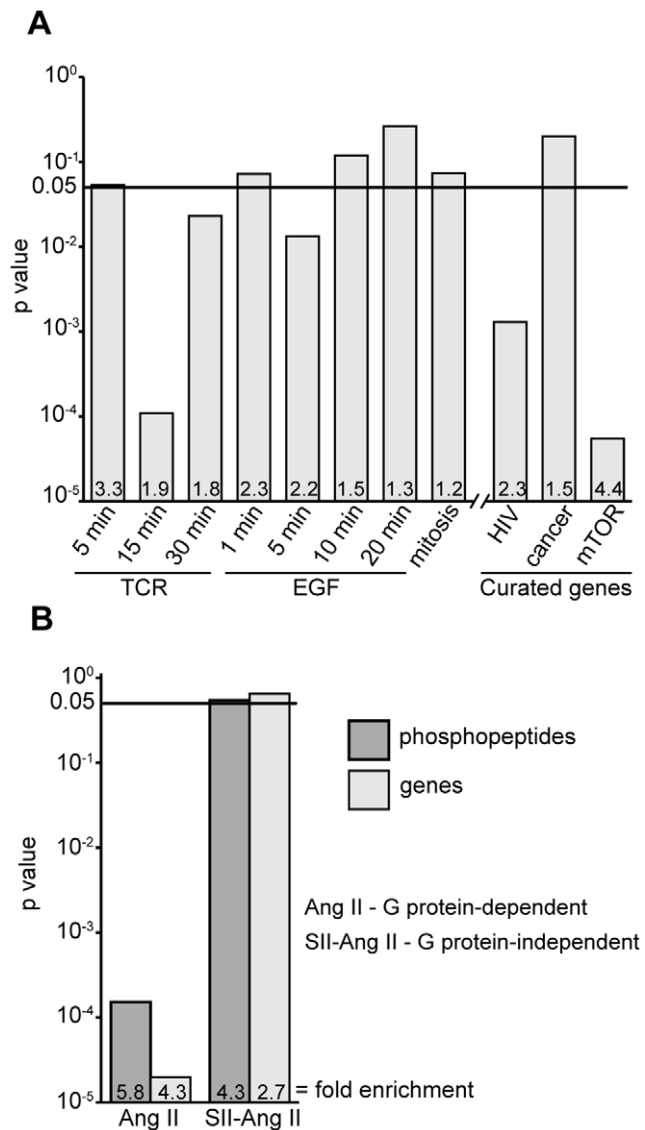 A
10⁰
10⁻¹
0.05
10⁻²
10⁻³
10⁻⁴
10⁻⁵
p value
3.3 1.9 1.8 2.3 2.2 1.5 1.3 1.2 2.3 1.5 4.4
5 min 15 min 30 min 1 min 5 min 10 min 20 min mitosis HIV cancer mTOR
TCR EGF Curated genes
B
10⁰
0.05
10⁻¹
10⁻²
10⁻³
10⁻⁴
10⁻⁵
p value
phosphopeptides
genes
Ang II - G protein-dependent
SII-Ang II - G protein-independent
5.8 4.3 4.3 2.7 = fold enrichment
Ang II SII-Ang II